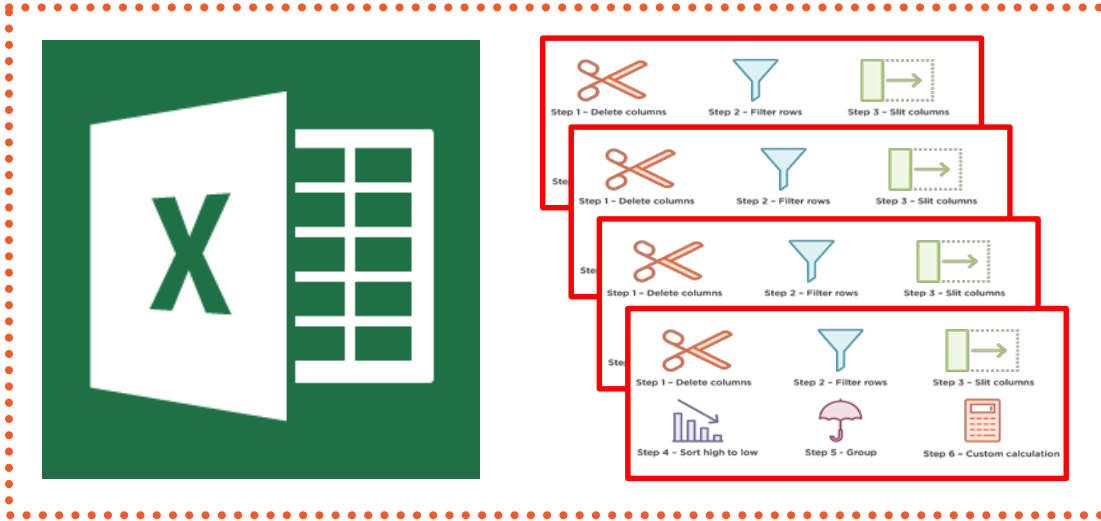 X
Step 1 – Delete columns
Step 2 – Filter rows
Step 3 – Slit columns
Step
Step 1 – Delete columns
Step 2 – Filter rows
Step 3 – Slit columns
Step
Step 1 – Delete columns
Step 2 – Filter rows
Step 3 – Slit columns
Step
Step 1 – Delete columns
Step 2 – Filter rows
Step 3 – Slit columns
Step 4 – Sort high to low
Step 5 - Group
Step 6 – Custom calculation